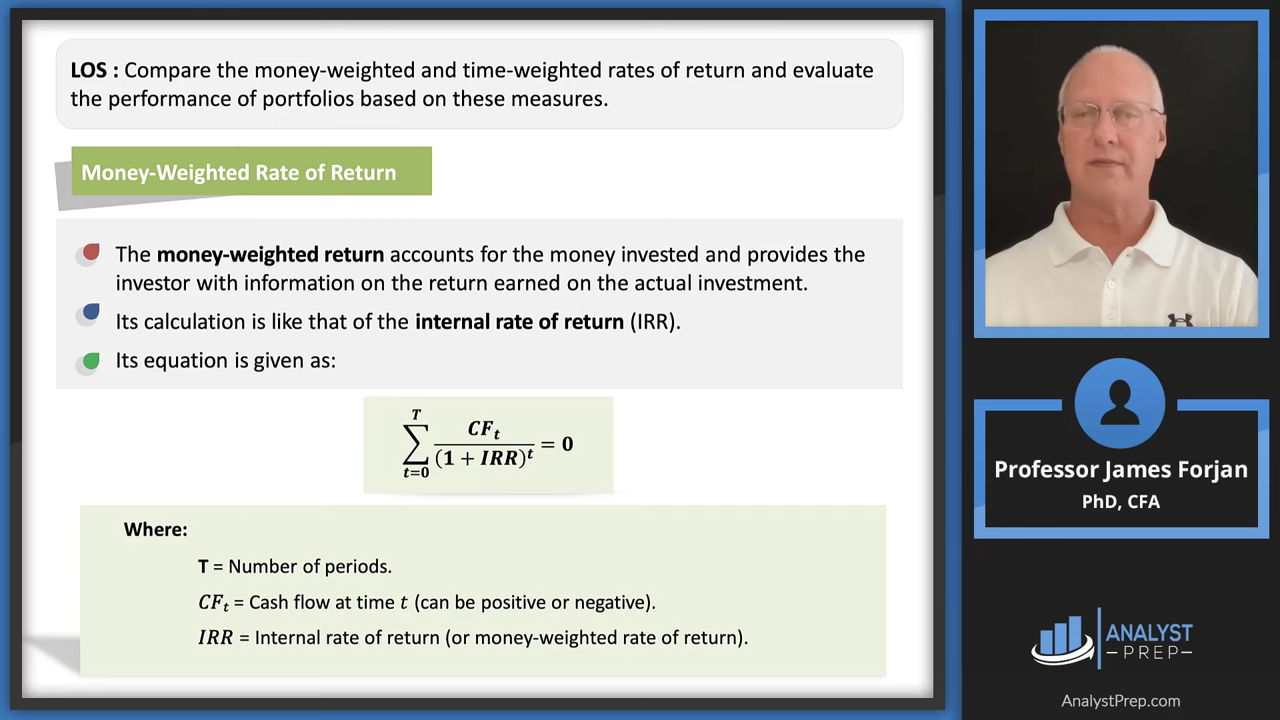 LOS : Compare the money-weighted and time-weighted rates of return and evaluate
the performance of portfolios based on these measures.
Money-Weighted Rate of Return
The money-weighted return accounts for the money invested and provides the
investor with information on the return earned on the actual investment.
Its calculation is like that of the internal rate of return (IRR).
Its equation is given as:
∑_{t=0}^{T} CF_t / (1 + IRR)^t = 0
Where:
T = Number of periods.
CF_t = Cash flow at time t (can be positive or negative).
IRR = Internal rate of return (or money-weighted rate of return).
Professor James Forjan
PhD, CFA
ANALYST
—PREP—
AnalystPrep.com